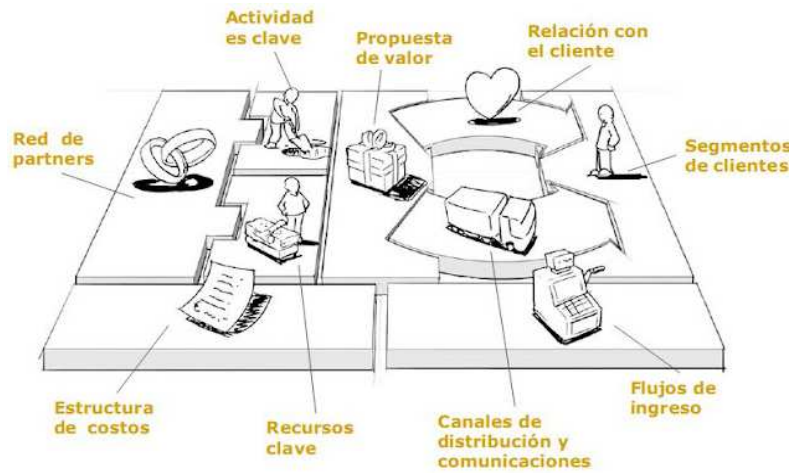 Actividad
es clave
Propuesta
de valor
Relación con
el cliente
Red de
partners
Segmentos
de clientes
Estructura
de costos
Recursos
clave
Canales de
distribución y
comunicaciones
Flujos de
ingreso